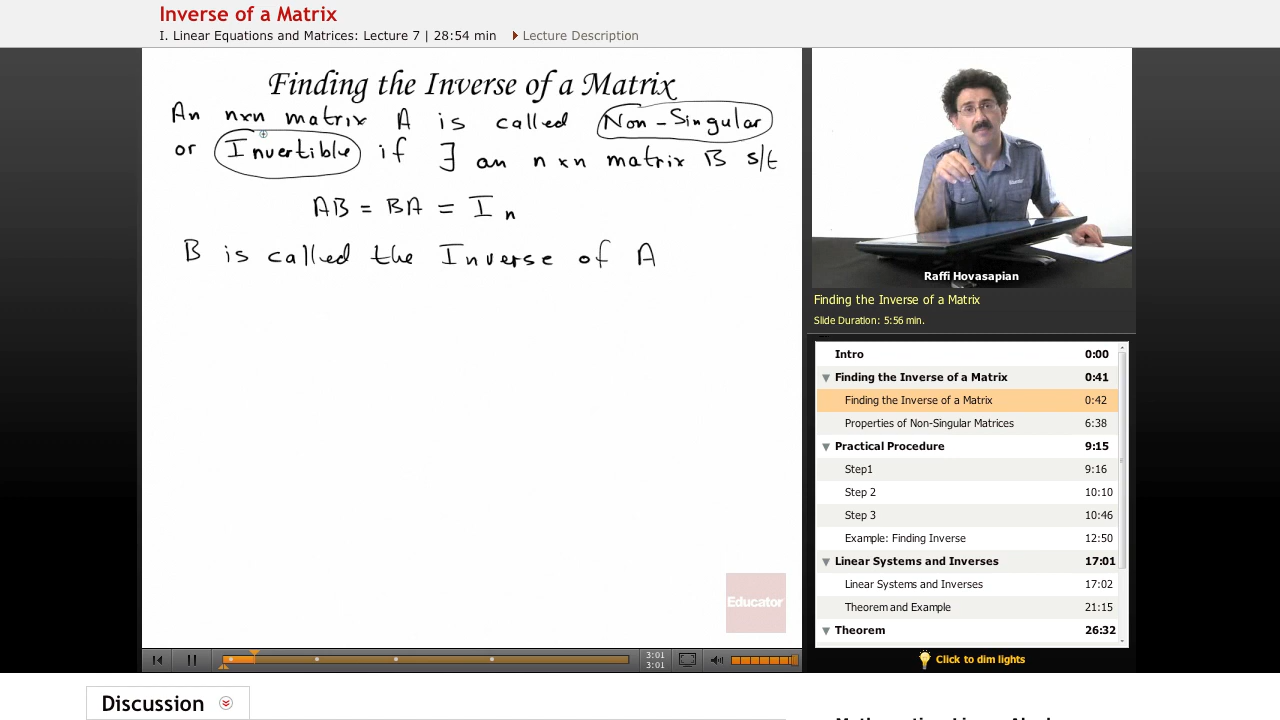 Inverse of a Matrix
I. Linear Equations and Matrices: Lecture 7 | 28:54 min
Lecture Description
Finding the Inverse of a Matrix
An nxn matrix A is called Non-Singular
or Invertible if ∃ an nxn matrix B s/t
AB = BA = I n
B is called the Inverse of A
Educator
3:01
3:01
Raffi Hovasapian
Finding the Inverse of a Matrix
Slide Duration: 5:56 min.
Intro 0:00
Finding the Inverse of a Matrix 0:41
Finding the Inverse of a Matrix 0:42
Properties of Non-Singular Matrices 6:38
Practical Procedure 9:15
Step1 9:16
Step 2 10:10
Step 3 10:46
Example: Finding Inverse 12:50
Linear Systems and Inverses 17:01
Linear Systems and Inverses 17:02
Theorem and Example 21:15
Theorem 26:32
Click to dim lights
Discussion